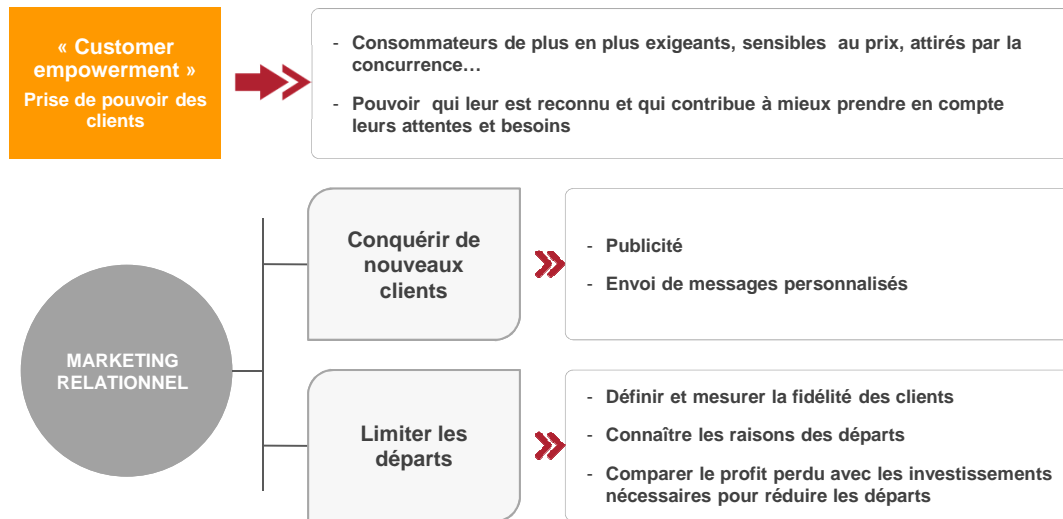 « Customer
empowerment »
Prise de pouvoir des
clients
- Consommateurs de plus en plus exigeants, sensibles au prix, attirés par la
concurrence…
- Pouvoir qui leur est reconnu et qui contribue à mieux prendre en compte
leurs attentes et besoins
MARKETING
RELATIONNEL
Conquérir de
nouveaux
clients
- Publicité
- Envoi de messages personnalisés
Limiter les
départs
- Définir et mesurer la fidélité des clients
- Connaître les raisons des départs
- Comparer le profit perdu avec les investissements
nécessaires pour réduire les départs